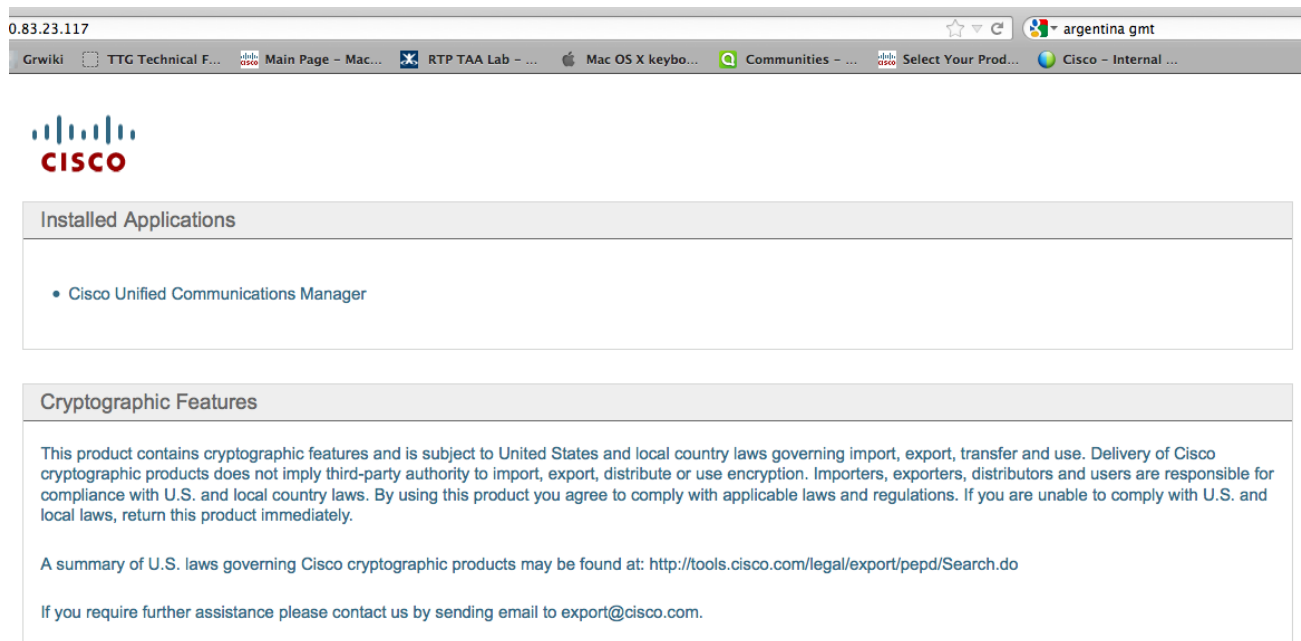 0.83.23.117
argentina gmt
Grwiki TTG Technical F... Main Page – Mac... RTP TAA Lab – ... Mac OS X keybo... Communities – ... Select Your Prod... Cisco – Internal ...
CISCO
Installed Applications
• Cisco Unified Communications Manager
Cryptographic Features
This product contains cryptographic features and is subject to United States and local country laws governing import, export, transfer and use. Delivery of Cisco
cryptographic products does not imply third-party authority to import, export, distribute or use encryption. Importers, exporters, distributors and users are responsible for
compliance with U.S. and local country laws. By using this product you agree to comply with applicable laws and regulations. If you are unable to comply with U.S. and
local laws, return this product immediately.
A summary of U.S. laws governing Cisco cryptographic products may be found at: http://tools.cisco.com/legal/export/pepd/Search.do
If you require further assistance please contact us by sending email to export@cisco.com.